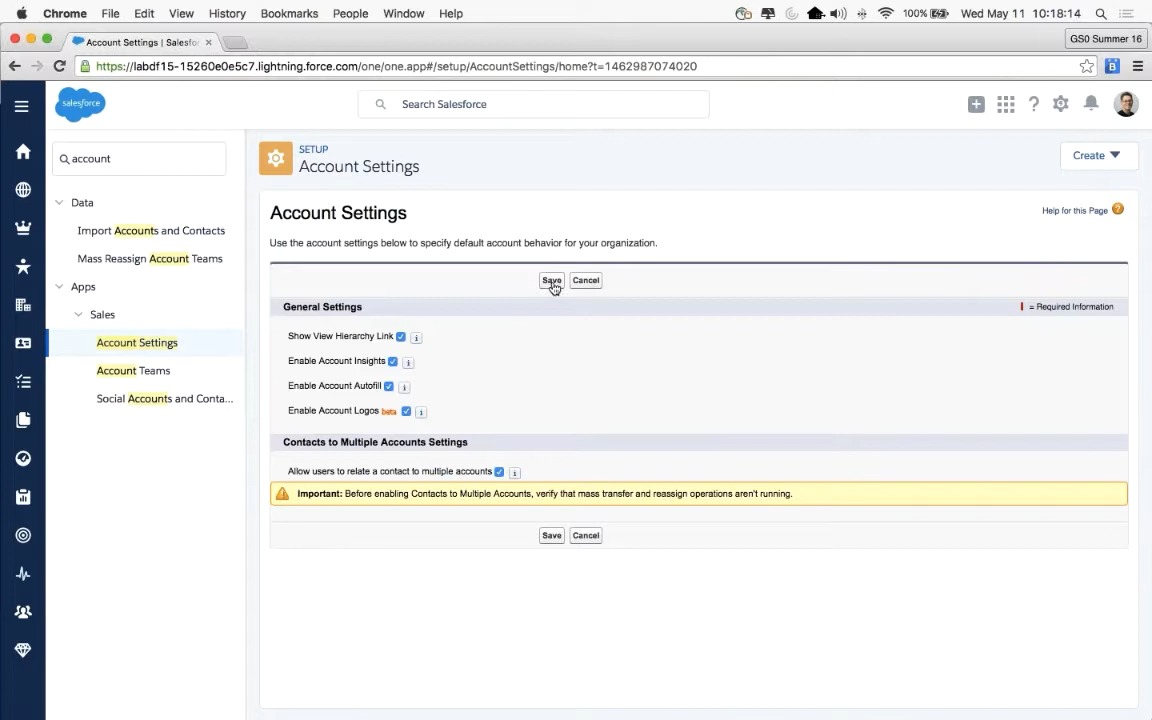 Chrome File Edit View History Bookmarks People Window Help 100% Wed May 11 10:18:14
Account Settings | Salesfor GS0 Summer 16
https://labdf15-15260e0e5c7.lightning.force.com/one/one.app#/setup/AccountSettings/home?t=1462987074020
salesforce
Search Salesforce
account
Data
Import Accounts and Contacts
Mass Reassign Account Teams
Apps
Sales
Account Settings
Account Teams
Social Accounts and Conta...
SETUP
Account Settings
Create
Account Settings
Help for this Page
Use the account settings below to specify default account behavior for your organization.
Save Cancel
General Settings
= Required Information
Show View Hierarchy Link
Enable Account Insights
Enable Account Autofill
Enable Account Logos beta
Contacts to Multiple Accounts Settings
Allow users to relate a contact to multiple accounts
Important: Before enabling Contacts to Multiple Accounts, verify that mass transfer and reassign operations aren't running.
Save Cancel